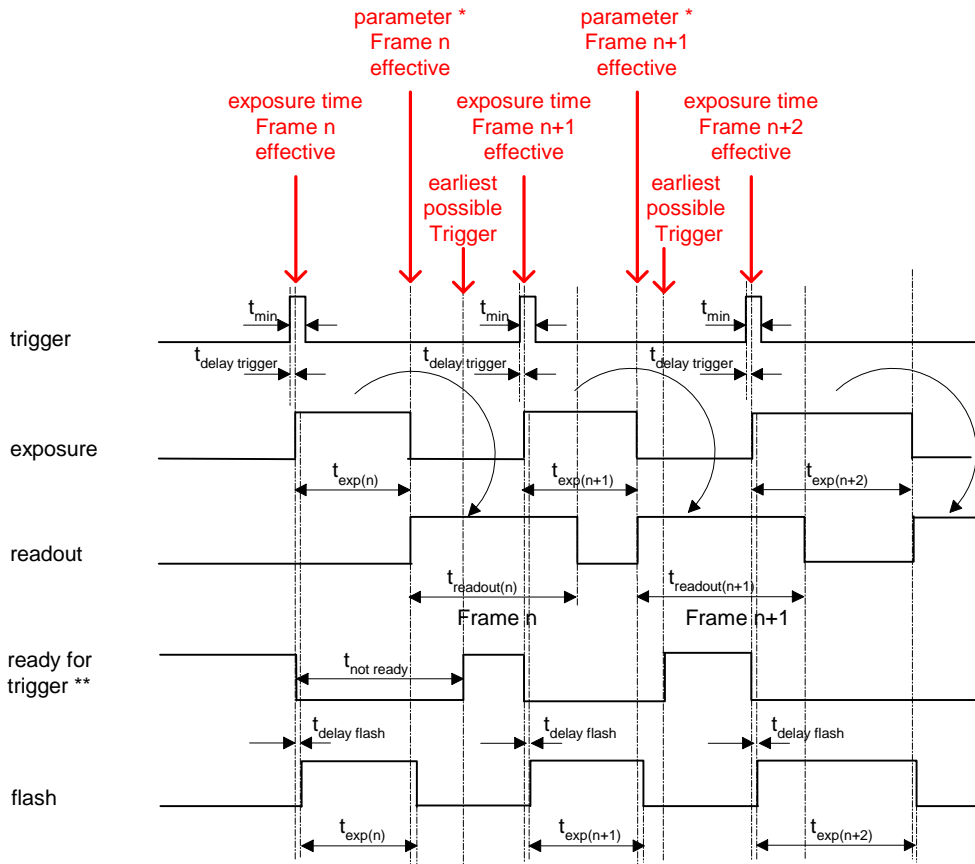 parameter *
Frame n
effective
parameter *
Frame n+1
effective
exposure time
Frame n
effective
exposure time
Frame n+1
effective
exposure time
Frame n+2
effective
earliest
possible
Trigger
earliest
possible
Trigger
trigger
tmin
tmin
tmin
tdelay trigger
tdelay trigger
tdelay trigger
exposure
texp(n)
texp(n+1)
texp(n+2)
readout
treadout(n)
treadout(n+1)
Frame n
Frame n+1
ready for
trigger **
tnot ready
tdelay flash
tdelay flash
tdelay flash
flash
texp(n)
texp(n+1)
texp(n+2)